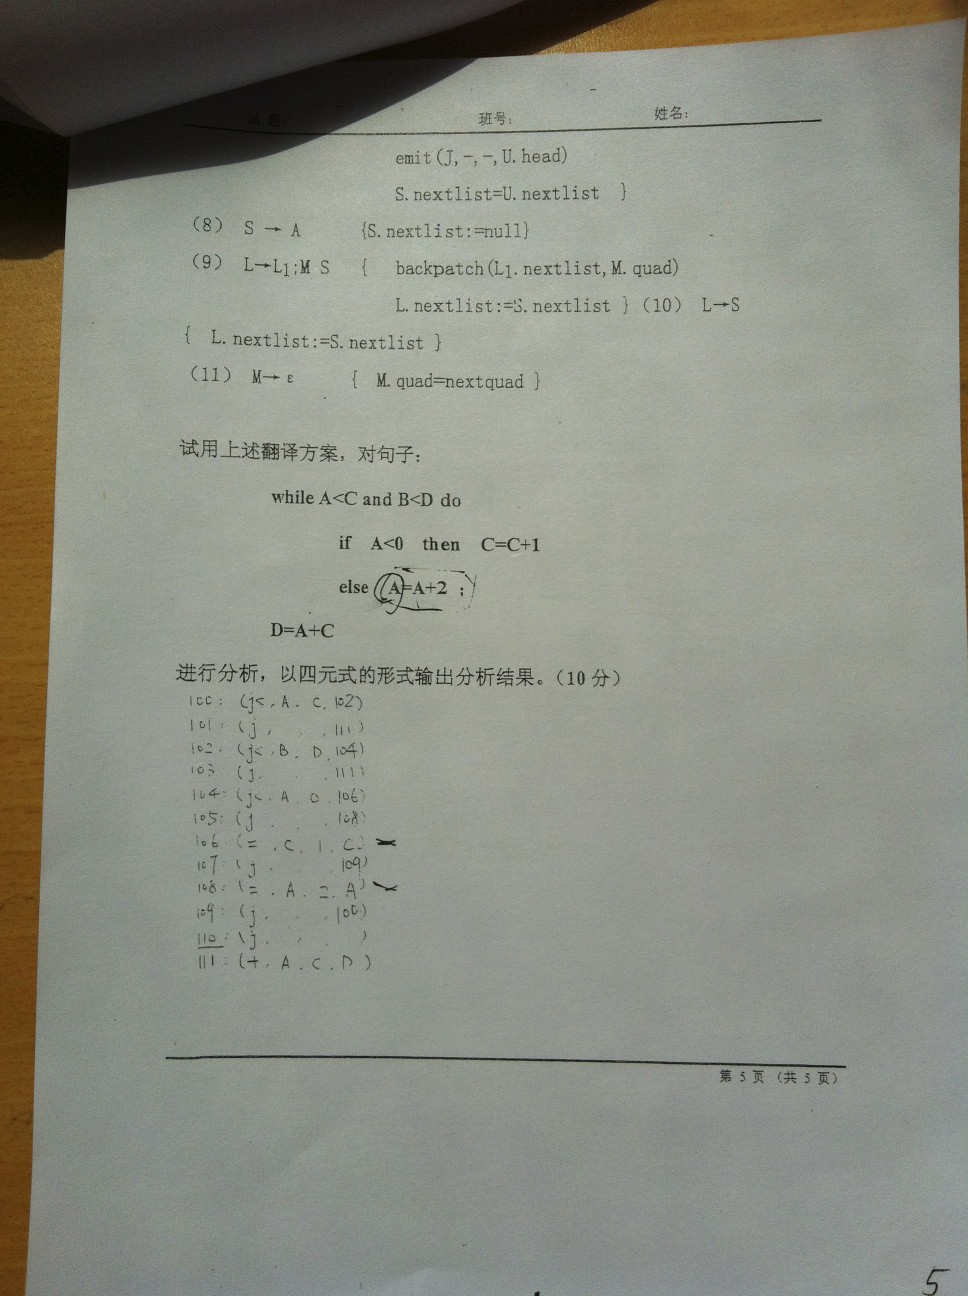 班号: 姓名:
emit(J,-,-,U.head)
S.nextlist=U.nextlist }
(8) S → A {S.nextlist:=null}
(9) L→L1;M S { backpatch(L1.nextlist,M.quad)
L.nextlist:=S.nextlist }(10) L→S
{ L.nextlist:=S.nextlist }
(11) M→ ε { M.quad=nextquad }
试用上述翻译方案，对句子：
while A<C and B<D do
if A<0 then C=C+1
else A=A+2 ;
D=A+C
进行分析，以四元式的形式输出分析结果。（10 分）
100: (j<, A, C, 102)
101: (j, , , 111)
102: (j<, B, D, 104)
103 (j, , , 111)
104: (j<, A, 0, 106)
105: (j , , 108)
106: (= , C, 1, C)
107: (j, 109)
108: (= , A, 2, A)
109: (j, , , 100)
110: (j, , , )
111: (+, A, C, D)
第 5 页（共 5 页）
5